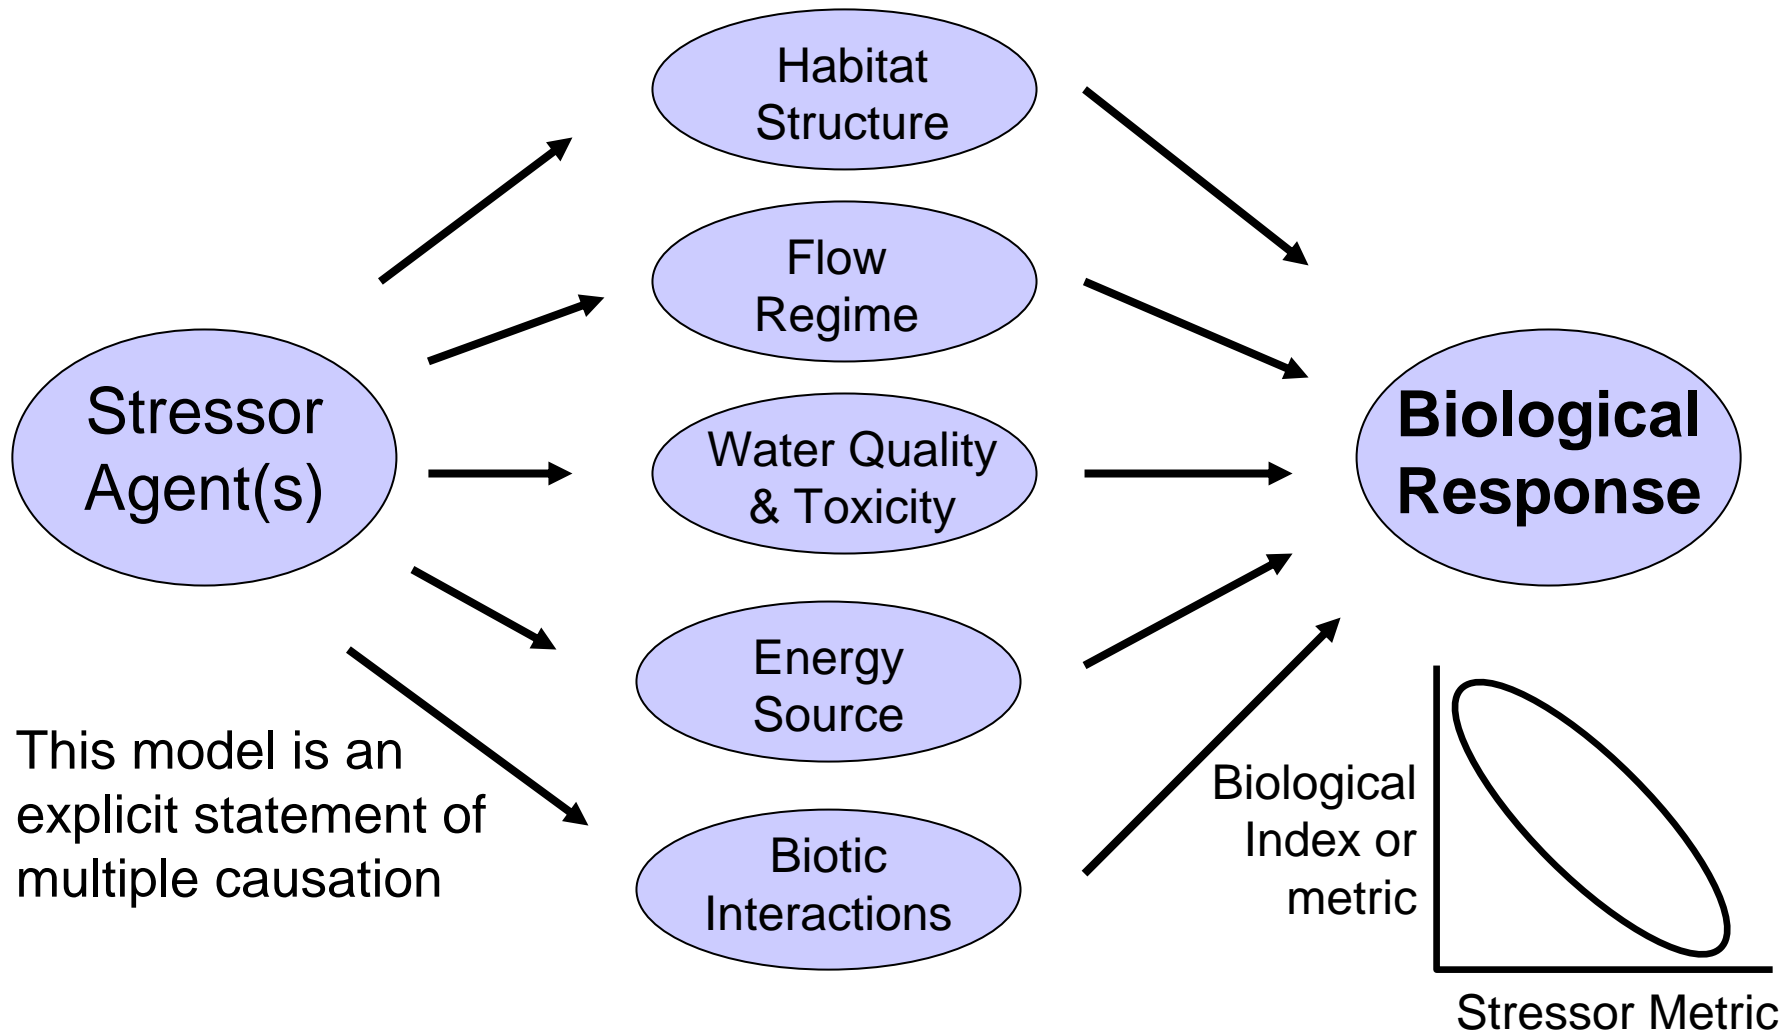 Habitat
Structure
Flow
Regime
Stressor
Agent(s)
Water Quality
& Toxicity
Biological
Response
Energy
Source
This model is an
explicit statement of
multiple causation
Biotic
Interactions
Biological
Index or
metric
Stressor Metric